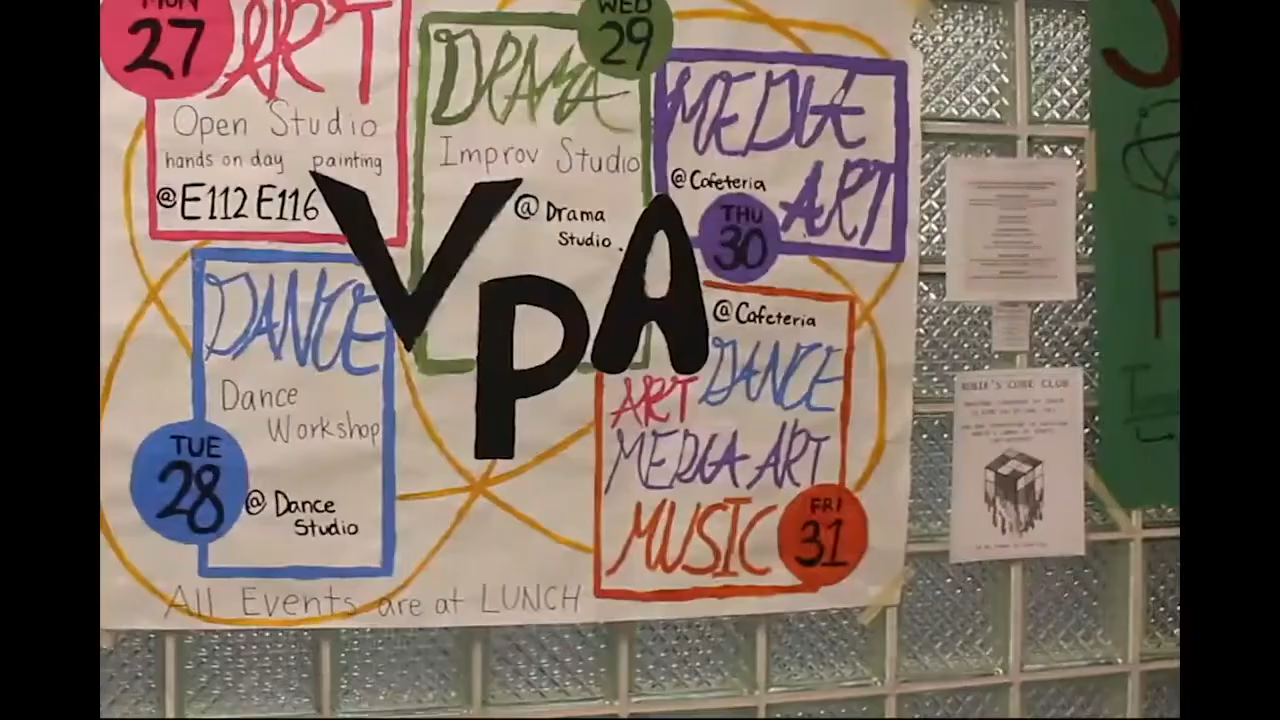 MON
27
ART
Open Studio
hands on day painting
@E112 E116
WED
29
DRAMA
Improv Studio
@ Drama
Studio.
MEDIA
ART
@Cafeteria
THU
30
VPA
DANCE
Dance
Workshop
TUE
28
@ Dance
Studio
@Cafeteria
ART DANCE
MEDIA ART
MUSIC
FRI
31
All Events are at LUNCH
RUBIK'S CUBE CLUB